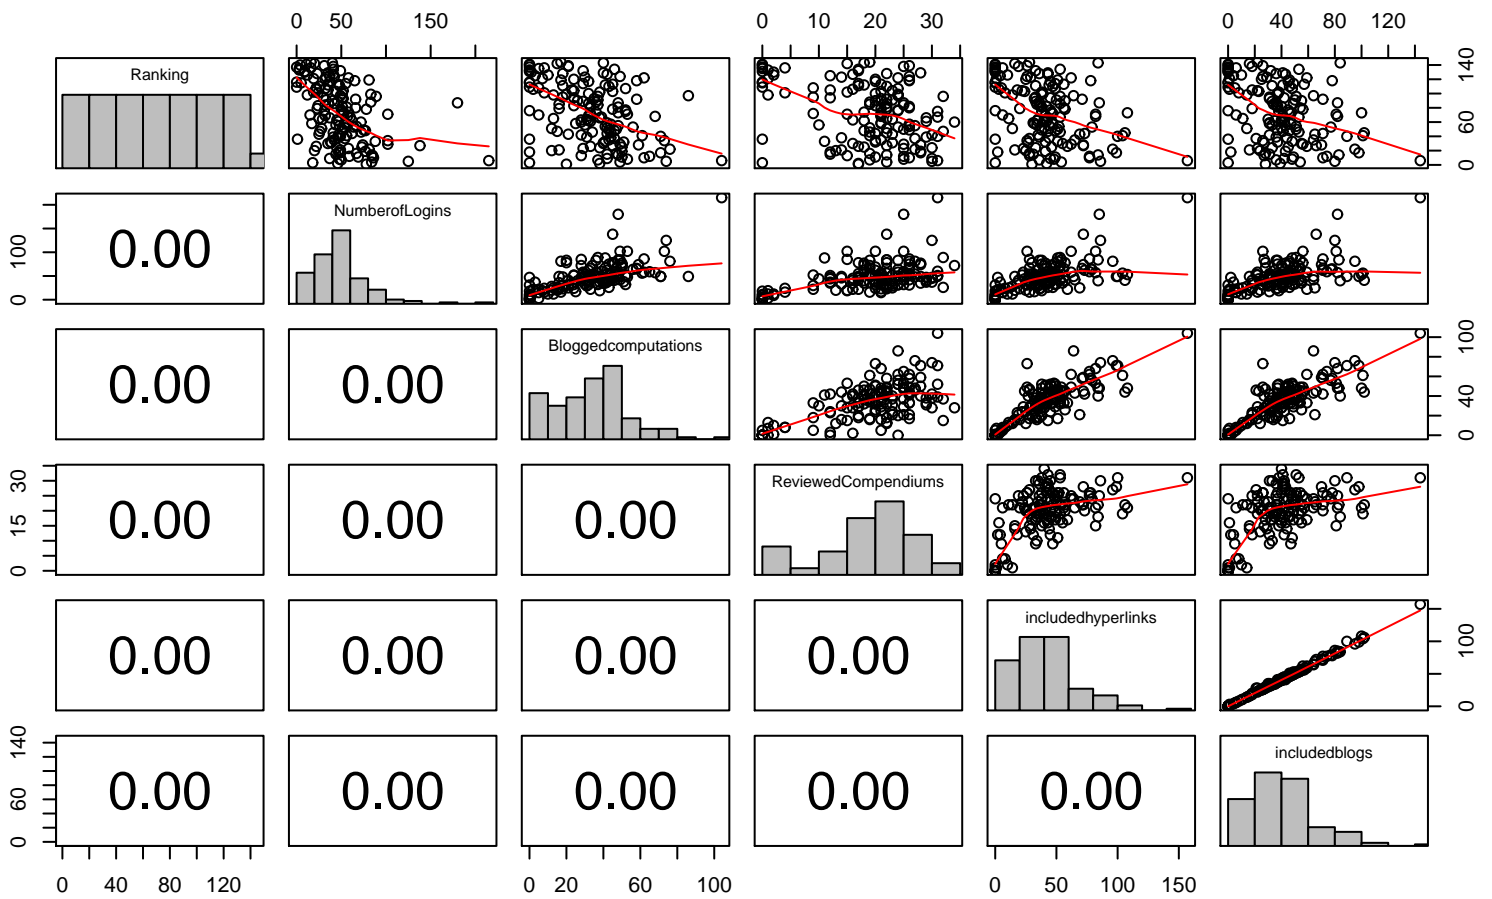 0 50 150 0 10 20 30 0 40 80 120
Ranking
0 60 140
NumberofLogins
0 100
0.00
Bloggedcomputations
0.00 0.00
0 40 100
ReviewedCompendiums
0 15 30
0.00 0.00 0.00
includedhyperlinks
0.00 0.00 0.00 0.00
0 100
includedblogs
0 60 140
0.00 0.00 0.00 0.00 0.00
0 40 80 120 0 20 60 100 0 50 100 150